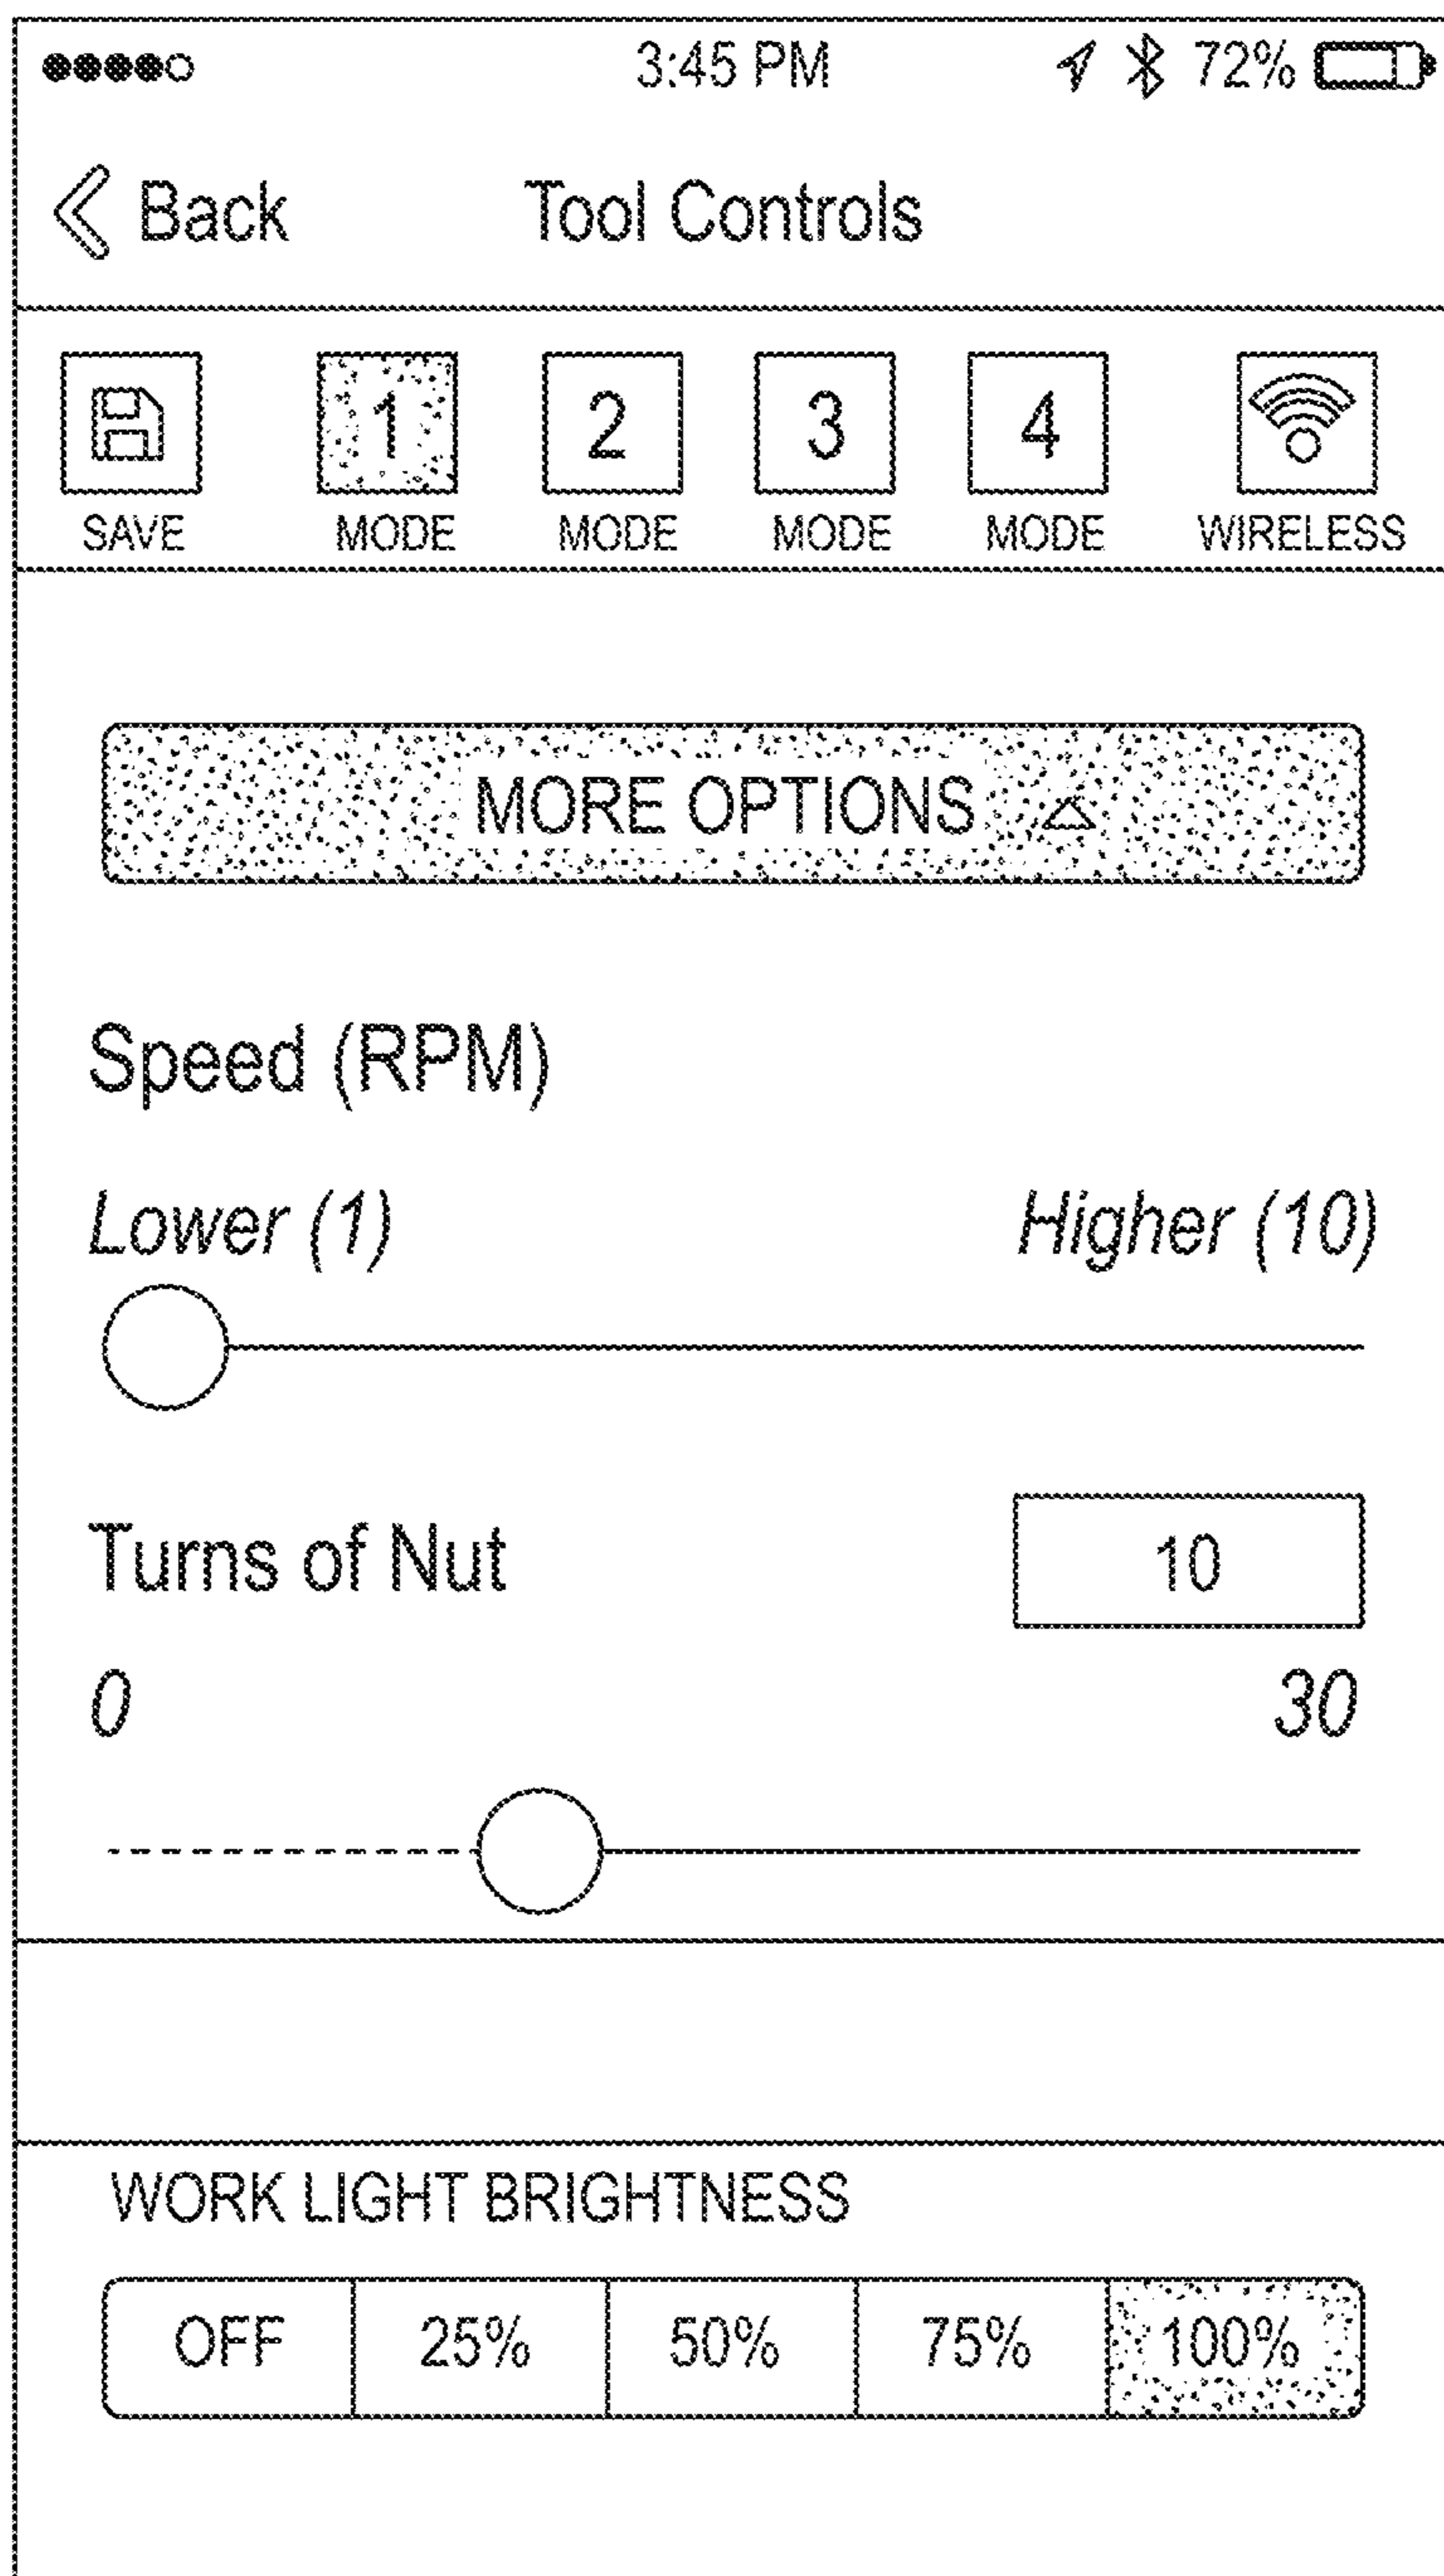 3:45 PM 72%
Back Tool Controls
1 2 3 4
SAVE MODE MODE MODE MODE WIRELESS
MORE OPTIONS
Speed (RPM)
Lower (1) Higher (10)
Turns of Nut 10
0 30
WORK LIGHT BRIGHTNESS
OFF 25% 50% 75% 100%